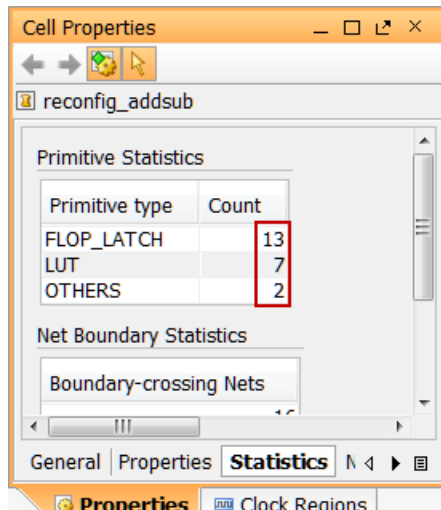 Cell Properties
reconfig_addsub
Primitive Statistics
Primitive type Count
FLOP_LATCH 13
LUT 7
OTHERS 2
Net Boundary Statistics
Boundary-crossing Nets
General Properties Statistics N
Properties Clock Regions